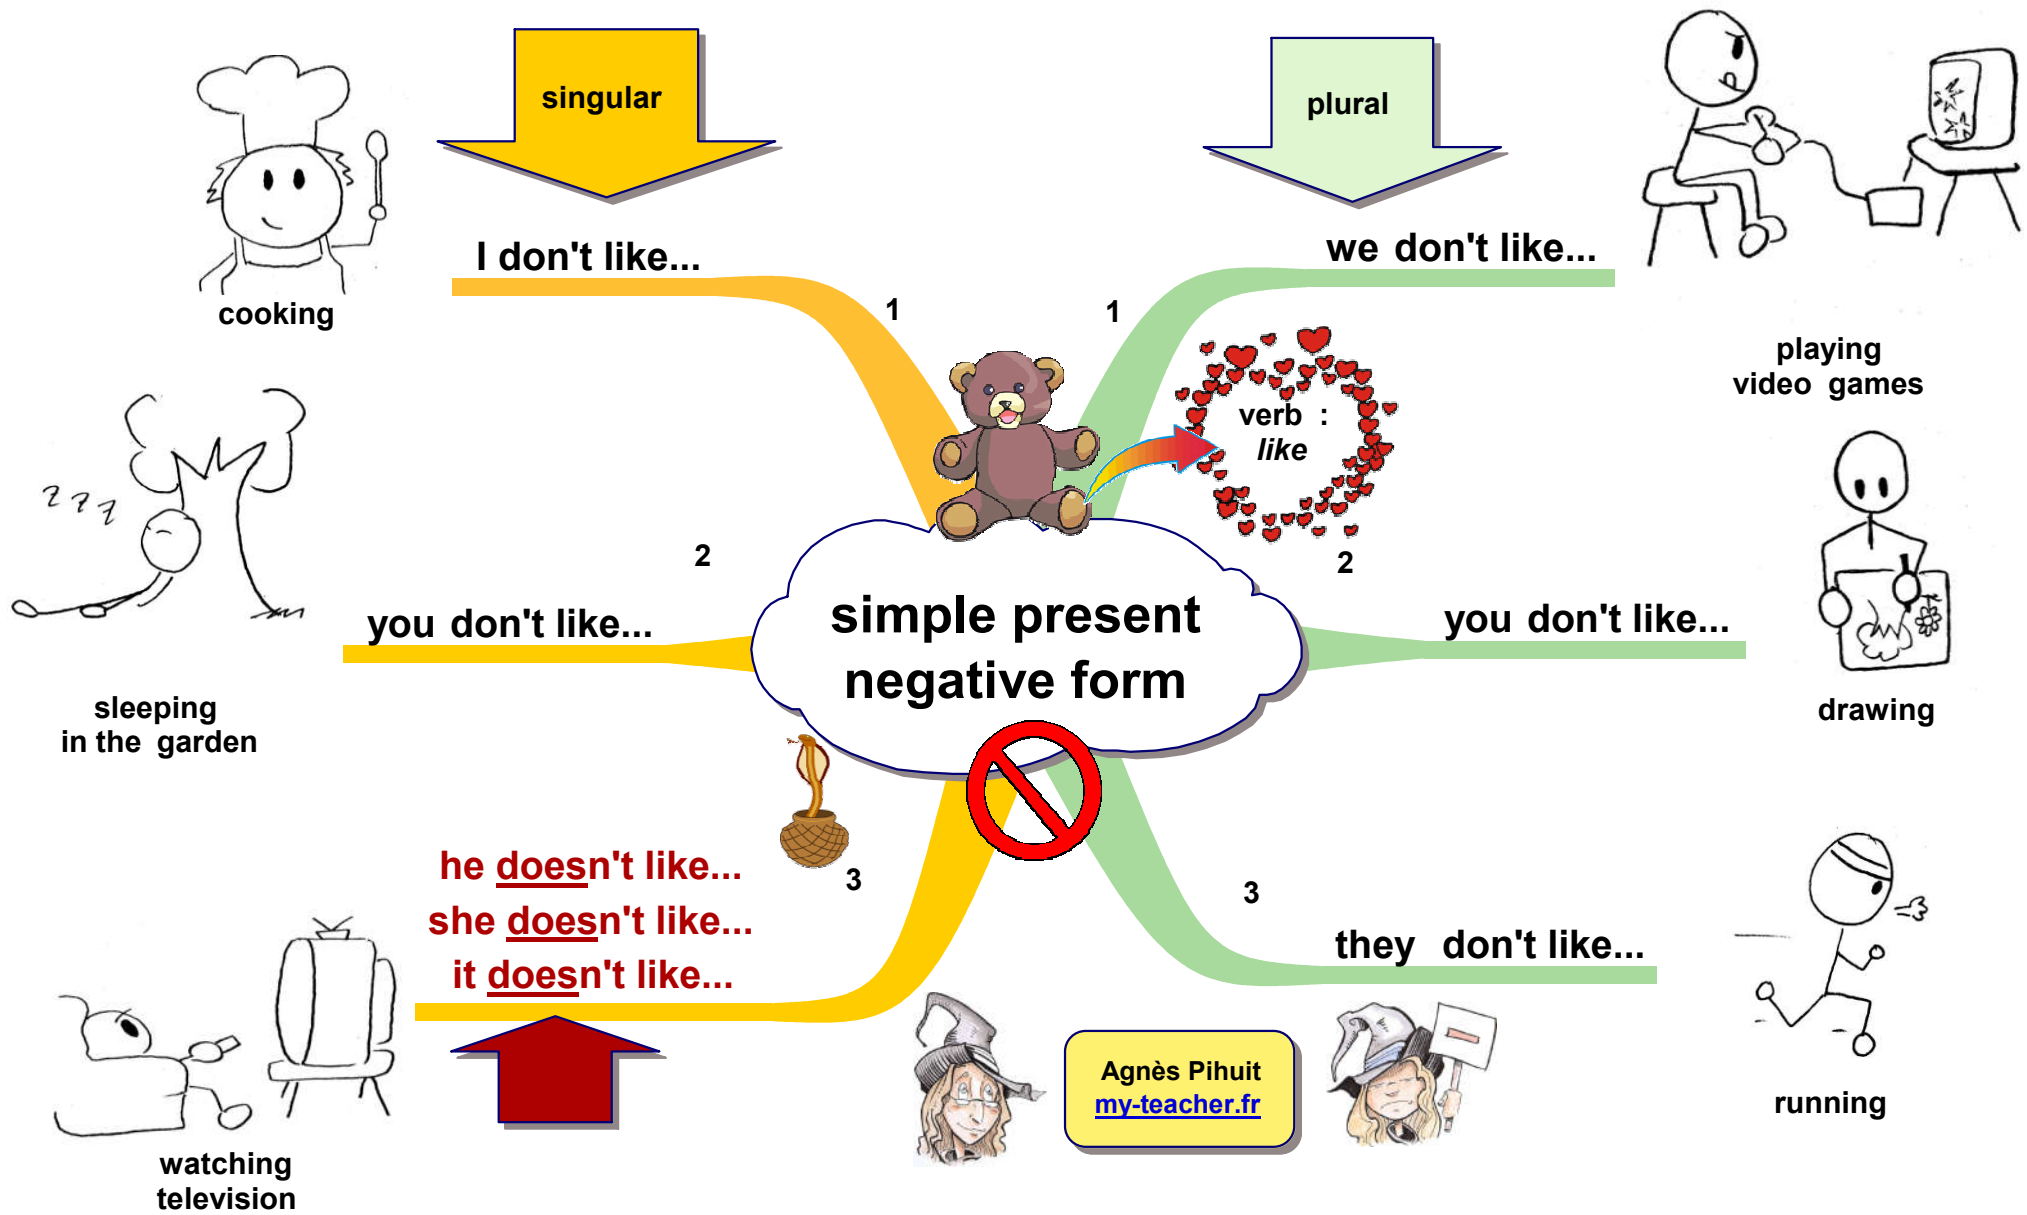 singular
plural
I don't like...
we don't like...
cooking
1
1
playing
video games
verb :
like
z z z
2
2
you don't like...
simple present
negative form
you don't like...
sleeping
in the garden
drawing
he doesn't like...
she doesn't like...
it doesn't like...
3
3
they don't like...
watching
television
Agnès Pihuit
my-teacher.fr
running